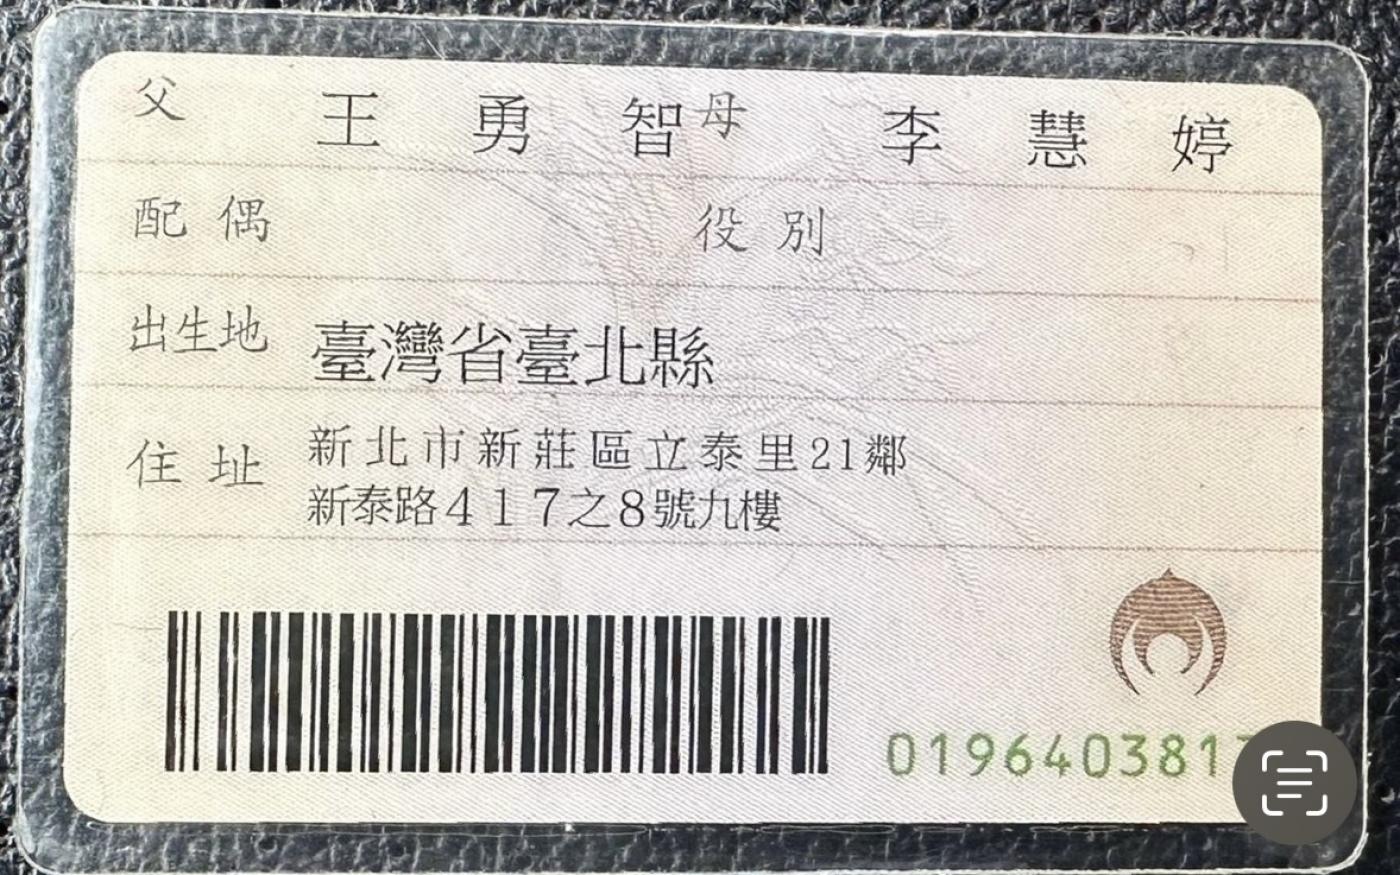 父 王勇智 母 李慧婷
配偶 役別
出生地 臺灣省臺北縣
住址 新北市新莊區立泰里21鄰
新泰路417之8號九樓
019640381